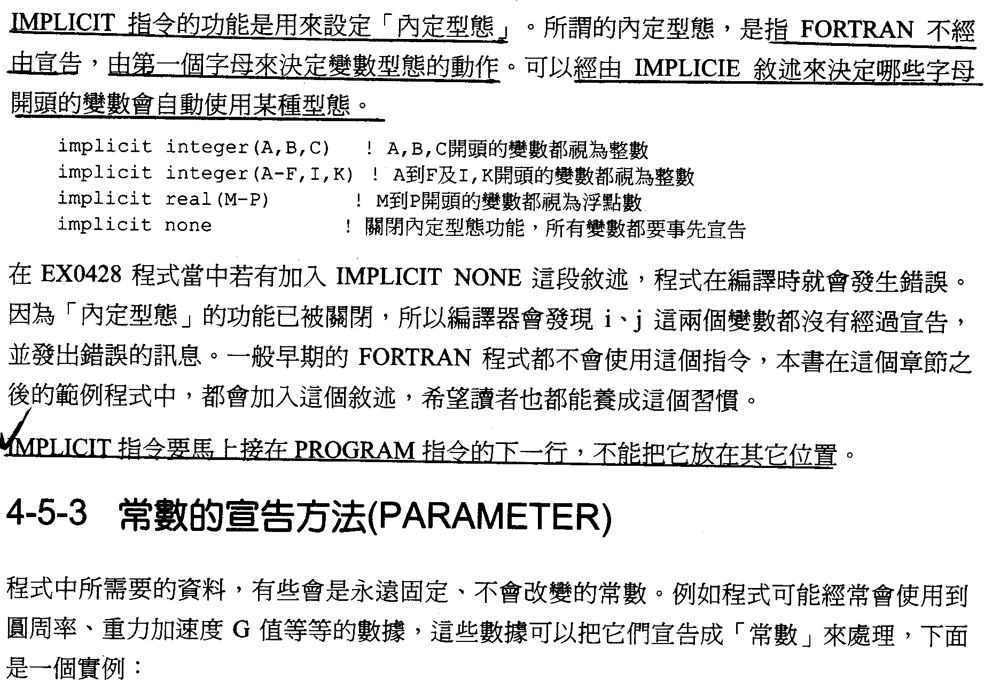 IMPLICIT 指令的功能是用來設定「內定型態」。所謂的內定型態，是指 FORTRAN 不經
由宣告，由第一個字母來決定變數型態的動作。可以經由 IMPLICIE 敘述來決定哪些字母
開頭的變數會自動使用某種型態。
implicit integer(A,B,C) ! A,B,C開頭的變數都視為整數
implicit integer(A-F,I,K) ! A到F及I,K開頭的變數都視為整數
implicit real(M-P) ! M到P開頭的變數都視為浮點數
implicit none ! 關閉內定型態功能，所有變數都要事先宣告
在 EX0428 程式當中若有加入 IMPLICIT NONE 這段敘述，程式在編譯時就會發生錯誤。
因為「內定型態」的功能已被關閉，所以編譯器會發現 i、j 這兩個變數都沒有經過宣告，
並發出錯誤的訊息。一般早期的 FORTRAN 程式都不會使用這個指令，本書在這個章節之
後的範例程式中，都會加入這個敘述，希望讀者也都能養成這個習慣。
IMPLICIT 指令要馬上接在 PROGRAM 指令的下一行，不能把它放在其它位置。
4-5-3 常數的宣告方法(PARAMETER)
程式中所需要的資料，有些會是永遠固定、不會改變的常數。例如程式可能經常會使用到
圓周率、重力加速度 G 值等等的數據，這些數據可以把它們宣告成「常數」來處理，下面
是一個實例：